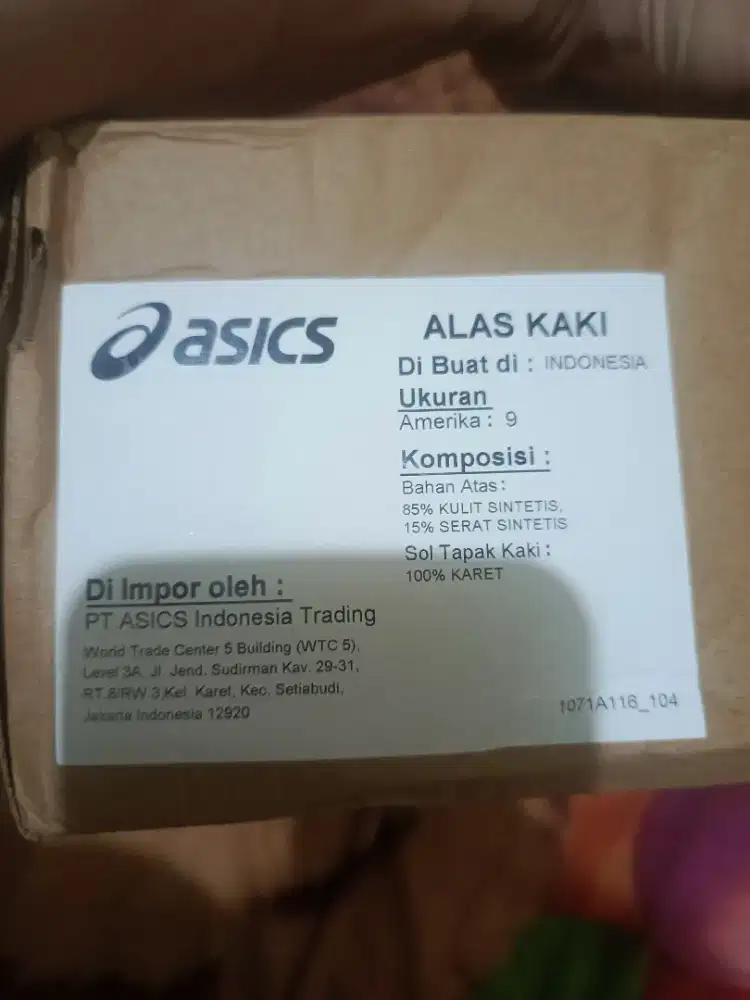 asics
ALAS KAKI
Di Buat di : INDONESIA
Ukuran
Amerika : 9
Komposisi :
Bahan Atas :
85% KULIT SINTETIS,
15% SERAT SINTETIS
Sol Tapak Kaki :
100% KARET
Di Impor oleh :
PT ASICS Indonesia Trading
World Trade Center 5 Building (WTC 5),
Level 3A, Jl. Jend. Sudirman Kav. 29-31,
RT.8/RW.3,Kel. Karet, Kec. Setiabudi,
Jakarta Indonesia 12920
1071A116_104